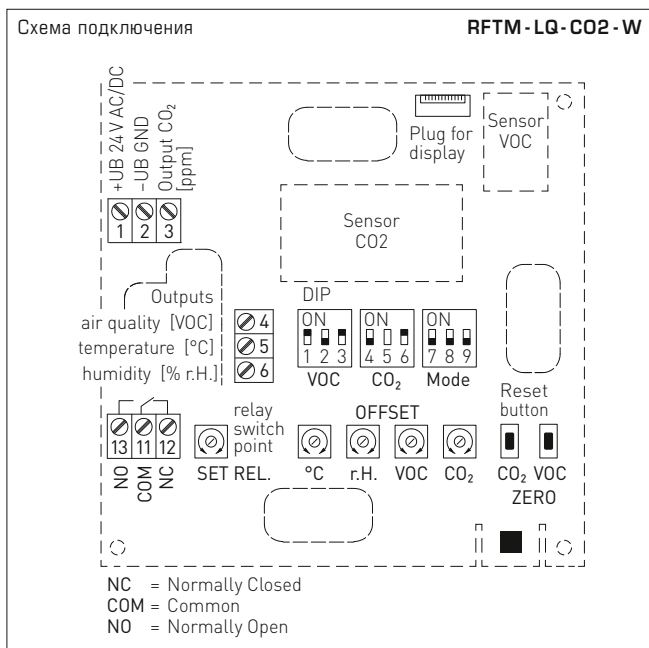 Схема подключения
RFTM-LQ-CO2-W
+UB 24V AC/DC
–UB GND
Output CO₂
[ppm]
1 2 3
Plug for
display
Sensor
VOC
Sensor
CO2
Outputs
air quality [VOC]
temperature [°C]
humidity [% r.H.]
4
5
6
DIP
ON
1 2 3
VOC
ON
4 5 6
CO₂
ON
7 8 9
Mode
13 11 12
NO
COM
NC
relay
switch
point
SET REL.
OFFSET
°C
r.H.
VOC
CO₂
Reset
button
CO₂ VOC
ZERO
NC = Normally Closed
COM = Common
NO = Normally Open